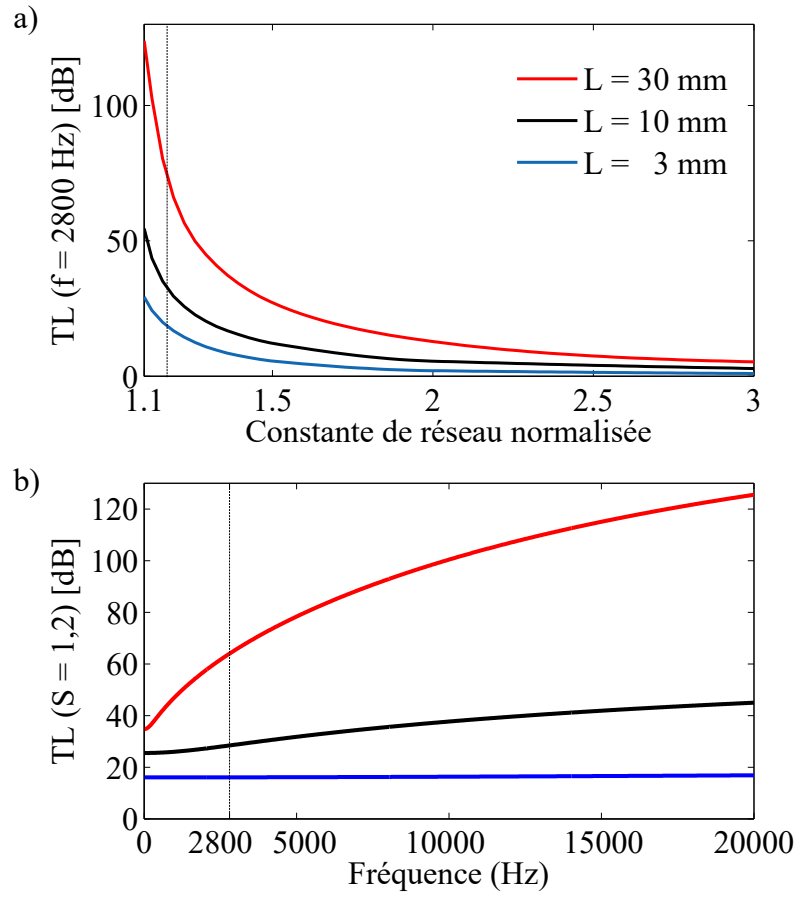 a)
TL (f = 2800 Hz) [dB]
100
50
0
L = 30 mm
L = 10 mm
L = 3 mm
1.1 1.5 2 2.5 3
Constante de réseau normalisée
b)
TL (S = 1,2) [dB]
120
100
80
60
40
20
0
0 2800 5000 10000 15000 20000
Fréquence (Hz)